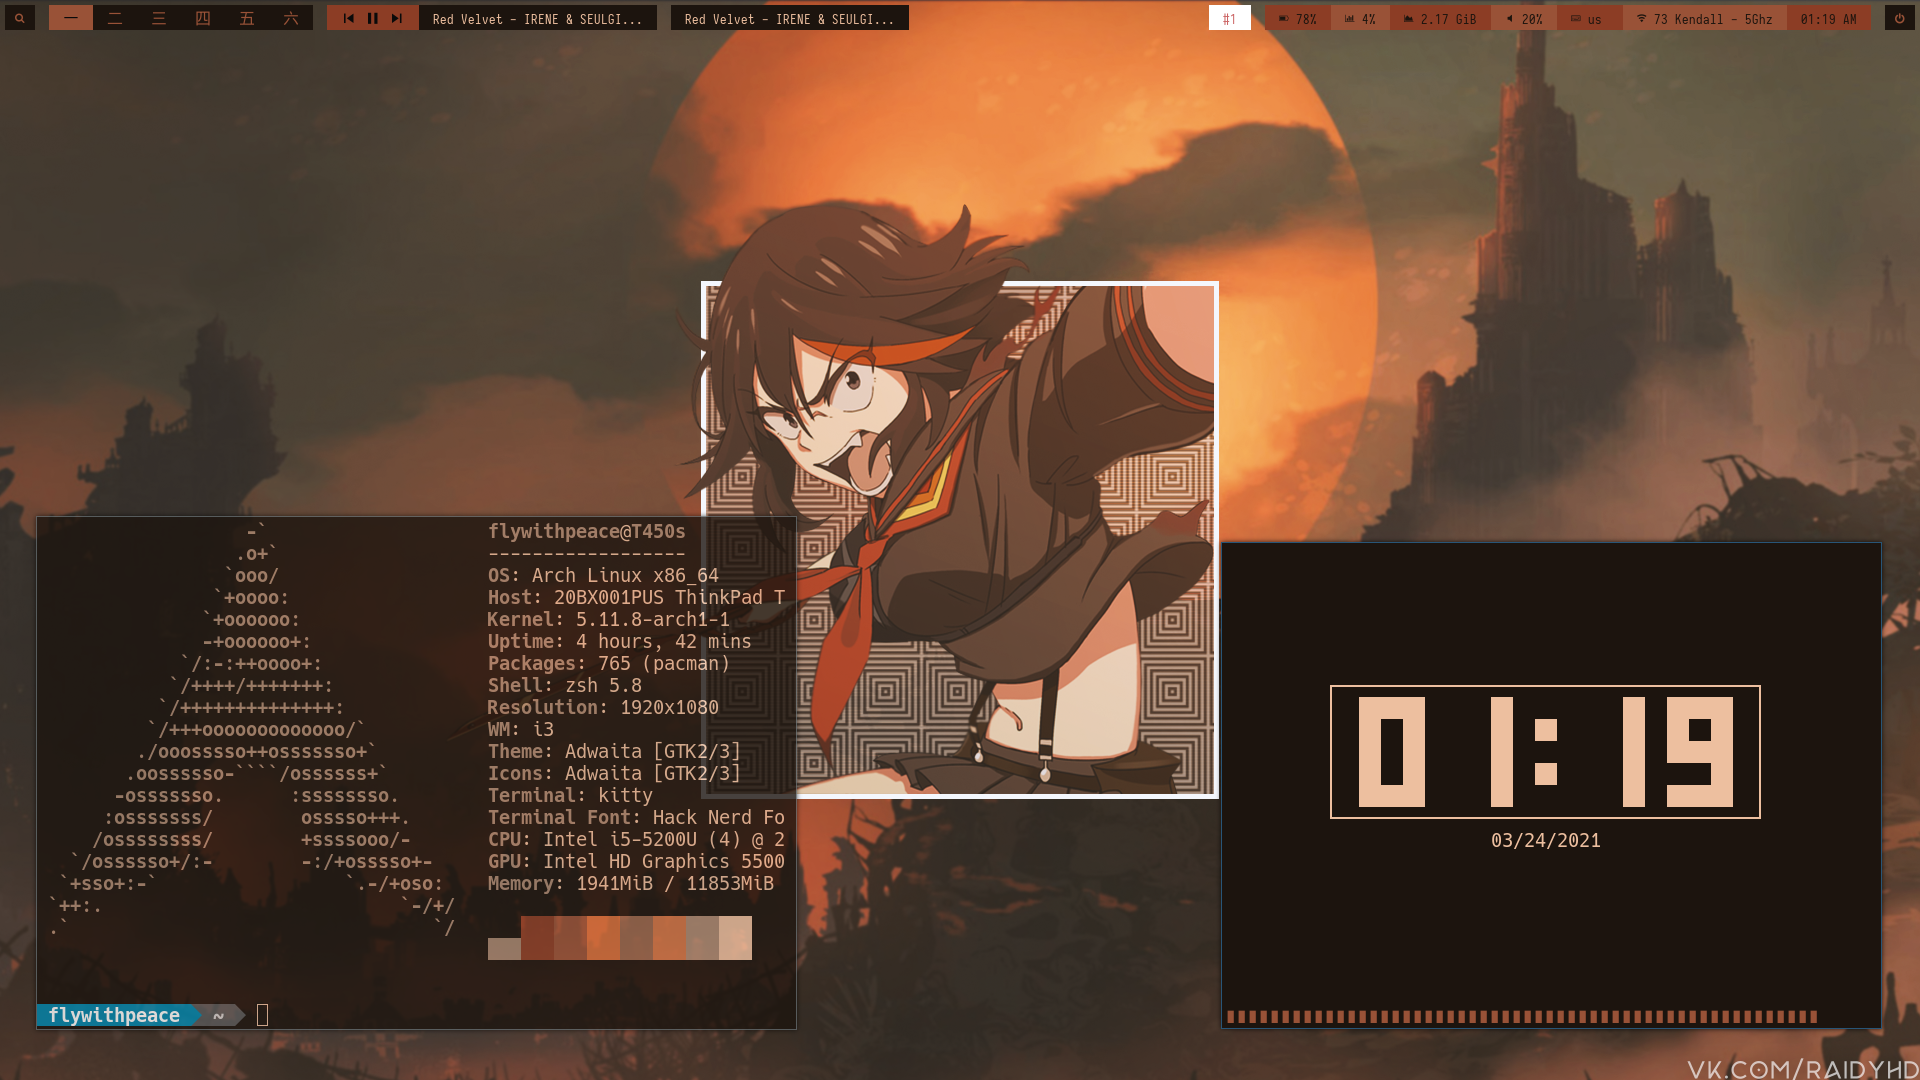 一 二 三 四 五 六 Red Velvet - IRENE & SEULGI... Red Velvet - IRENE & SEULGI... #1 78% 4% 2.17 GiB 20% us 73 Kendall - 5Ghz 01:19 AM
-`
.o+`
`ooo/
`+oooo:
`+oooooo:
-+oooooo+:
`/:-:++oooo+:
`/++++/+++++++:
`/++++++++++++++:
`/+++ooooooooooooo/`
./ooosssso++osssssso+`
.oossssso-````/ossssss+`
-osssssso.      :ssssssso.
:osssssss/        osssso+++.
/ossssssss/        +ssssooo/-
`/ossssso+/:-        -:/+osssso+-
`+sso+:-`                 `.-/+oso:
`++:.                           `-/+/
.`                                 `/
flywithpeace@T450s
------------------
OS: Arch Linux x86_64
Host: 20BX001PUS ThinkPad T
Kernel: 5.11.8-arch1-1
Uptime: 4 hours, 42 mins
Packages: 765 (pacman)
Shell: zsh 5.8
Resolution: 1920x1080
WM: i3
Theme: Adwaita [GTK2/3]
Icons: Adwaita [GTK2/3]
Terminal: kitty
Terminal Font: Hack Nerd Fo
CPU: Intel i5-5200U (4) @ 2
GPU: Intel HD Graphics 5500
Memory: 1941MiB / 11853MiB
flywithpeace ~
01:19
03/24/2021
VK.COM/RAIDYHD